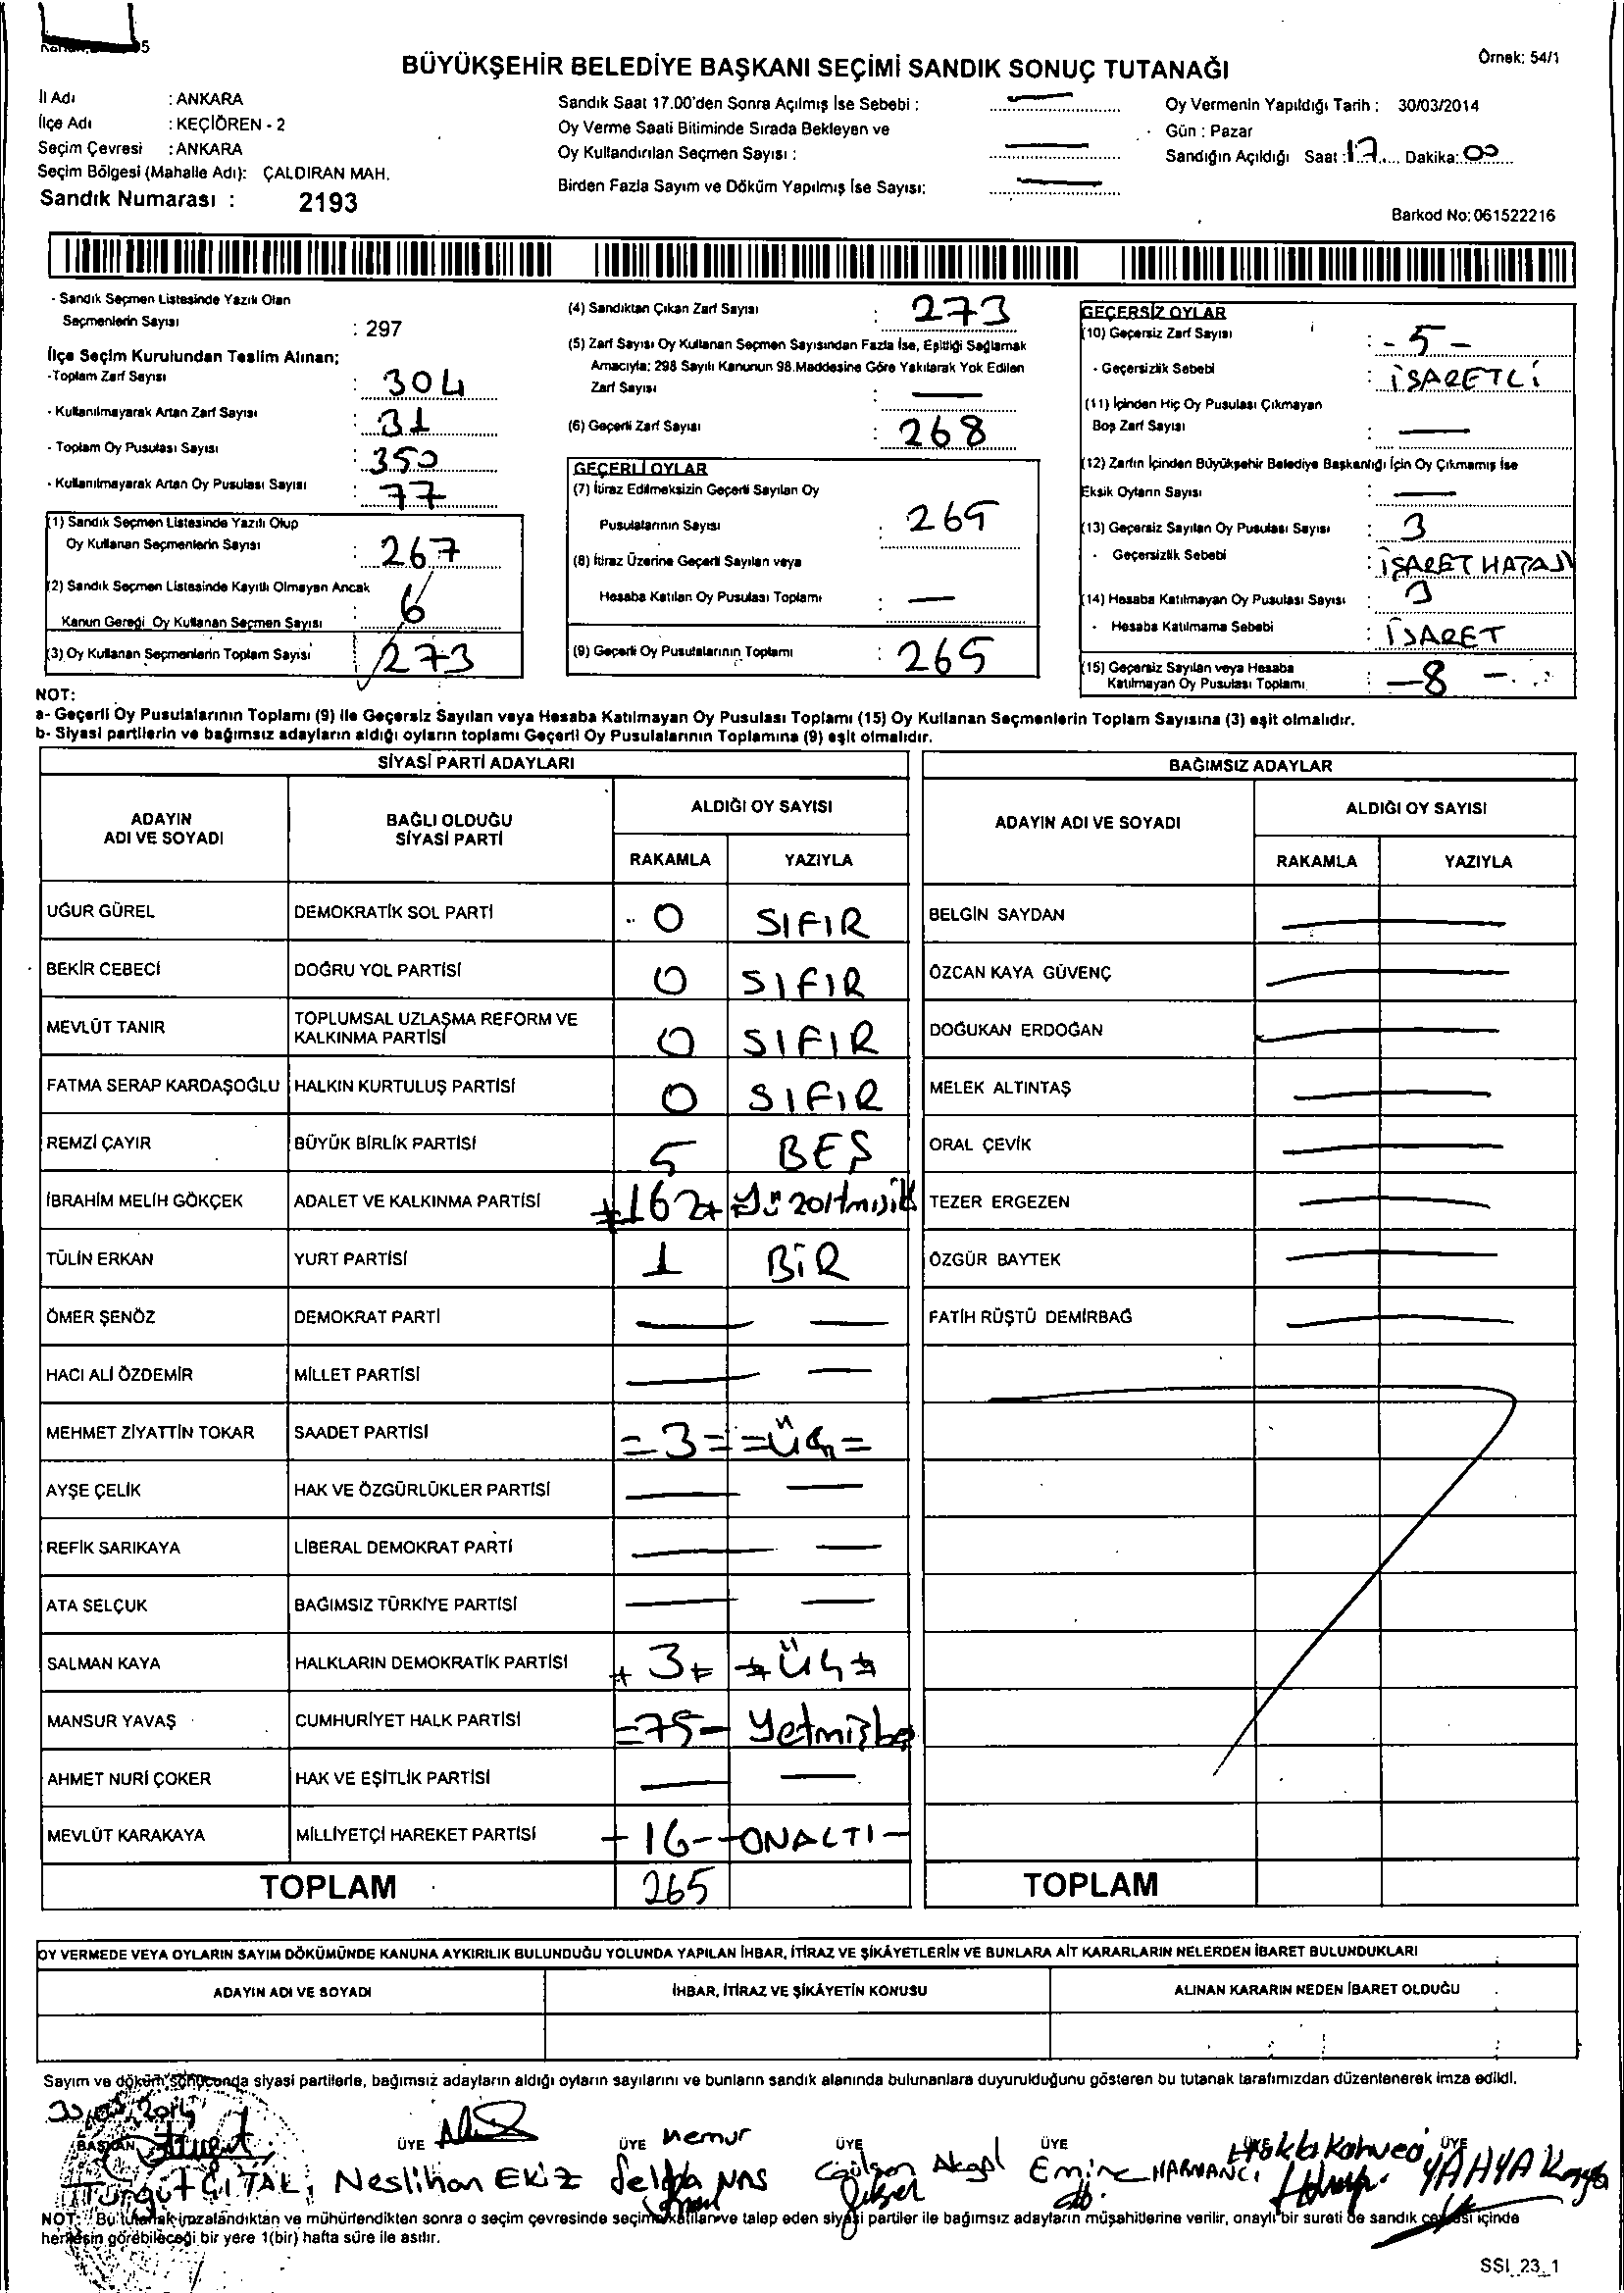 BÜYÜKŞEHİR BELEDİYE BAŞKANI SEÇİMİ SANDIK SONUÇ TUTANAĞI
Örnek: 54/1
İl Adı : ANKARA
İlçe Adı : KEÇİÖREN - 2
Seçim Çevresi : ANKARA
Seçim Bölgesi (Mahalle Adı): ÇALDIRAN MAH.
Sandık Numarası : 2193
Sandık Saat 17.00'den Sonra Açılmış İse Sebebi :
Oy Verme Saati Bitiminde Sırada Bekleyen ve
Oy Kullandırılan Seçmen Sayısı :
Birden Fazla Sayım ve Döküm Yapılmış İse Sayısı:
Oy Vermenin Yapıldığı Tarih : 30/03/2014
Gün : Pazar
Sandığın Açıldığı Saat : 17 Dakika: 00
Barkod No: 061522216
- Sandık Seçmen Listesinde Yazılı Olan
Seçmenlerin Sayısı : 297
İlçe Seçim Kurulundan Teslim Alınan;
-Toplam Zarf Sayısı : 304
- Kullanılmayarak Artan Zarf Sayısı : 31
- Toplam Oy Pusulası Sayısı : 350
- Kullanılmayarak Artan Oy Pusulası Sayısı : 77
(1) Sandık Seçmen Listesinde Yazılı Olup
Oy Kullanan Seçmenlerin Sayısı : 267
(2) Sandık Seçmen Listesinde Kayıtlı Olmayan Ancak
Kanun Gereği Oy Kullanan Seçmen Sayısı : 6
(3) Oy Kullanan Seçmenlerin Toplam Sayısı : 273
(4) Sandıktan Çıkan Zarf Sayısı : 273
(5) Zarf Sayısı Oy Kullanan Seçmen Sayısından Fazla İse, Eşitliği Sağlamak
Amacıyla; 298 Sayılı Kanunun 98.Maddesine Göre Yakılarak Yok Edilen
Zarf Sayısı : —
(6) Geçerli Zarf Sayısı : 268
GEÇERLİ OYLAR
(7) İtiraz Edilmeksizin Geçerli Sayılan Oy
Pusulalarının Sayısı : 265
(8) İtiraz Üzerine Geçerli Sayılan veya
Hesaba Katılan Oy Pusulası Toplamı : —
(9) Geçerli Oy Pusulalarının Toplamı : 265
GEÇERSİZ OYLAR
(10) Geçersiz Zarf Sayısı : - 5 -
- Geçersizlik Sebebi : İŞARETLİ
(11) İçinden Hiç Oy Pusulası Çıkmayan
Boş Zarf Sayısı : —
(12) Zarfın İçinden Büyükşehir Belediye Başkanlığı İçin Oy Çıkmamış İse
Eksik Oyların Sayısı : —
(13) Geçersiz Sayılan Oy Pusulası Sayısı : 3
- Geçersizlik Sebebi : İŞARET HATASI
(14) Hesaba Katılmayan Oy Pusulası Sayısı : 3
- Hesaba Katılmama Sebebi : İŞARET
(15) Geçersiz Sayılan veya Hesaba
Katılmayan Oy Pusulası Toplamı : — 8 —
NOT:
a- Geçerli Oy Pusulalarının Toplamı (9) ile Geçersiz Sayılan veya Hesaba Katılmayan Oy Pusulası Toplamı (15) Oy Kullanan Seçmenlerin Toplam Sayısına (3) eşit olmalıdır.
b- Siyasi partilerin ve bağımsız adayların aldığı oyların toplamı Geçerli Oy Pusulalarının Toplamına (9) eşit olmalıdır.
SİYASİ PARTİ ADAYLARI
ADAYIN ADI VE SOYADI BAĞLI OLDUĞU SİYASİ PARTİ ALDIĞI OY SAYISI
RAKAMLA YAZIYLA
UĞUR GÜREL DEMOKRATİK SOL PARTİ 0 SIFIR
BEKİR CEBECİ DOĞRU YOL PARTİSİ 0 SIFIR
MEVLÜT TANIR TOPLUMSAL UZLAŞMA REFORM VE KALKINMA PARTİSİ 0 SIFIR
FATMA SERAP KARDAŞOĞLU HALKIN KURTULUŞ PARTİSİ 0 SIFIR
REMZİ ÇAYIR BÜYÜK BİRLİK PARTİSİ 5 BEŞ
İBRAHİM MELİH GÖKÇEK ADALET VE KALKINMA PARTİSİ 162
TÜLİN ERKAN YURT PARTİSİ 1 BİR
ÖMER ŞENÖZ DEMOKRAT PARTİ — —
HACI ALİ ÖZDEMİR MİLLET PARTİSİ — —
MEHMET ZİYATTİN TOKAR SAADET PARTİSİ = 3 = = üç =
AYŞE ÇELİK HAK VE ÖZGÜRLÜKLER PARTİSİ — —
REFİK SARIKAYA LİBERAL DEMOKRAT PARTİ — —
ATA SELÇUK BAĞIMSIZ TÜRKİYE PARTİSİ — —
SALMAN KAYA HALKLARIN DEMOKRATİK PARTİSİ 3 üç
MANSUR YAVAŞ CUMHURİYET HALK PARTİSİ =75= Yetmişbeş
AHMET NURİ ÇOKER HAK VE EŞİTLİK PARTİSİ — —
MEVLÜT KARAKAYA MİLLİYETÇİ HAREKET PARTİSİ - 16 - - ONALTI -
TOPLAM 265
BAĞIMSIZ ADAYLAR
ADAYIN ADI VE SOYADI ALDIĞI OY SAYISI
RAKAMLA YAZIYLA
BELGİN SAYDAN —
ÖZCAN KAYA GÜVENÇ —
DOĞUKAN ERDOĞAN —
MELEK ALTINTAŞ —
ORAL ÇEVİK —
TEZER ERGEZEN —
ÖZGÜR BAYTEK —
FATİH RÜŞTÜ DEMİRBAĞ —
TOPLAM
OY VERMEDE VEYA OYLARIN SAYIM DÖKÜMÜNDE KANUNA AYKIRILIK BULUNDUĞU YOLUNDA YAPILAN İHBAR, İTİRAZ VE ŞİKÂYETLERİN VE BUNLARA AİT KARARLARIN NELERDEN İBARET BULUNDUKLARI
ADAYIN ADI VE SOYADI İHBAR, İTİRAZ VE ŞİKÂYETİN KONUSU ALINAN KARARIN NEDEN İBARET OLDUĞU
Sayım ve döküm sonucunda siyasi partilerle, bağımsız adayların aldığı oyların sayılarını ve bunların sandık alanında bulunanlara duyurulduğunu gösteren bu tutanak tarafımızdan düzenlenerek imza edildi.
30/03/2014
BAŞKAN ÜYE ÜYE memur ÜYE ÜYE ÜYE ÜYE
Turgut ÇITAK Neslihan EKİZ NAS Gülsen Akgöl Emine HARMANCI Hakkı Kahveci YAHYA Kaya
NOT: Bu tutanak imzalandıktan ve mühürlendikten sonra o seçim çevresinde seçime katılan ve talep eden siyasi partiler ile bağımsız adayların müşahitlerine verilir, onaylı bir sureti de sandık çevresi içinde
herkesin görebileceği bir yere 1(bir) hafta süre ile asılır.
SSI_23_1